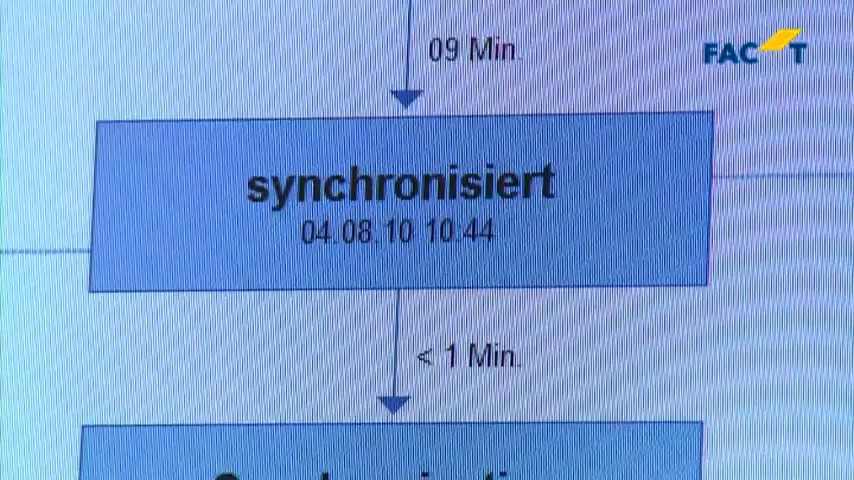 09 Min.
FACT
synchronisiert
04.08.10 10:44
< 1 Min.